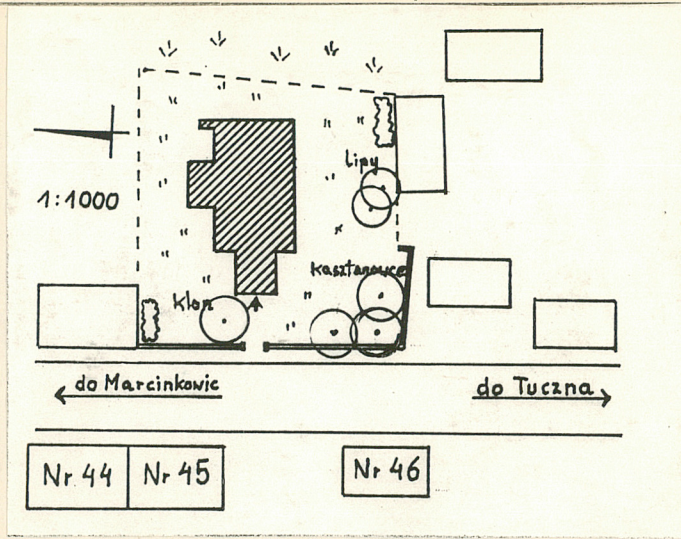 lipy
1:1000
kasztanowce
klon
do Marcinkowic
do Tuczna
Nr 44
Nr 45
Nr 46